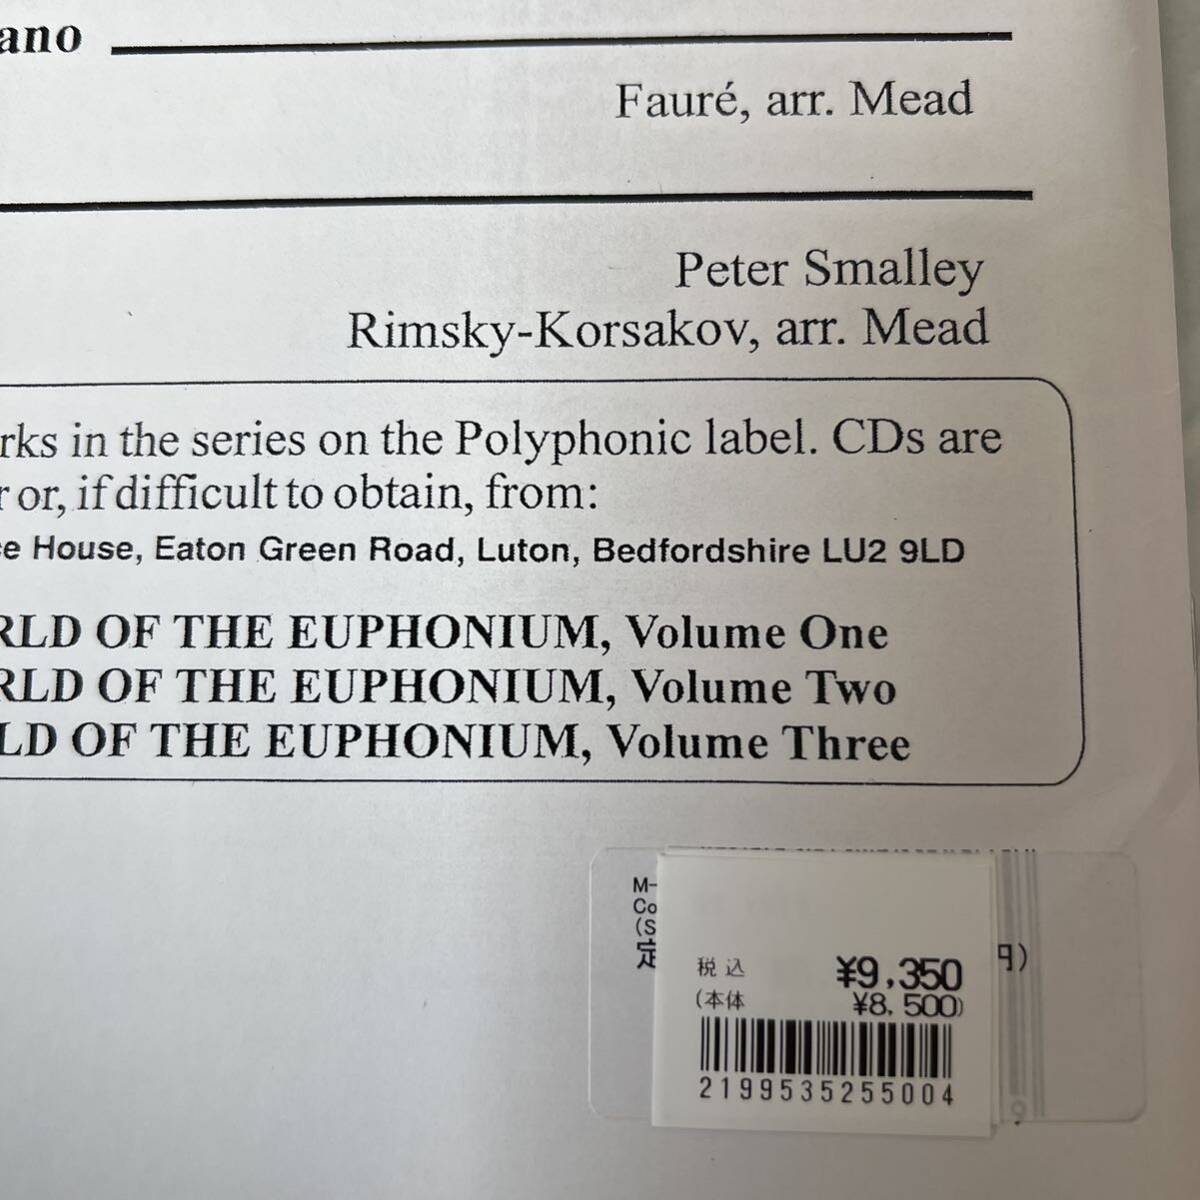 ano
Fauré, arr. Mead
Peter Smalley
Rimsky-Korsakov, arr. Mead
rks in the series on the Polyphonic label. CDs are
r or, if difficult to obtain, from:
ce House, Eaton Green Road, Luton, Bedfordshire LU2 9LD
RLD OF THE EUPHONIUM, Volume One
RLD OF THE EUPHONIUM, Volume Two
LD OF THE EUPHONIUM, Volume Three
M-
Co
(S
定 円)
税込 ¥9,350
(本体 ¥8,500)
2199535255004